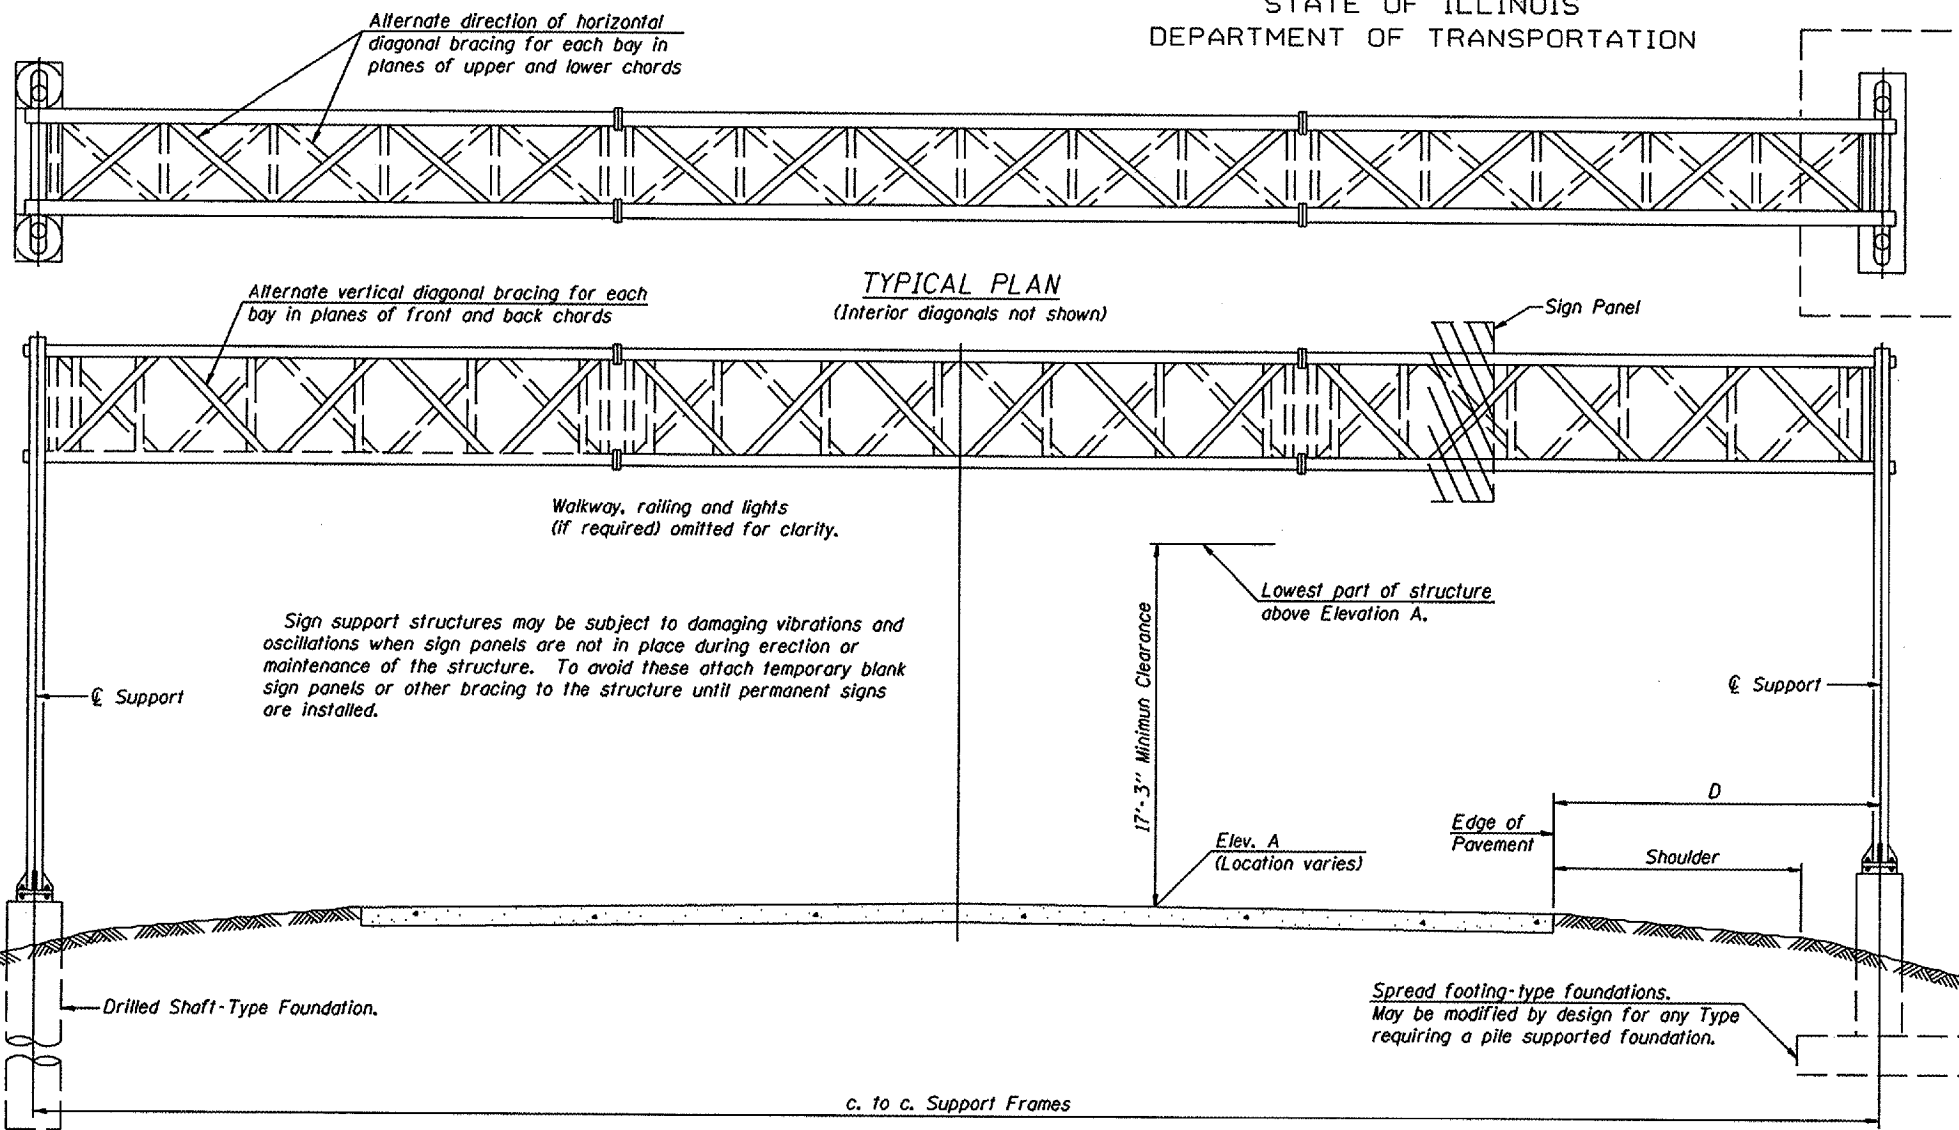 STATE OF ILLINOIS
DEPARTMENT OF TRANSPORTATION
Alternate direction of horizontal
diagonal bracing for each bay in
planes of upper and lower chords
TYPICAL PLAN
(Interior diagonals not shown)
Alternate vertical diagonal bracing for each
bay in planes of front and back chords
Sign Panel
Walkway, railing and lights
(if required) omitted for clarity.
Lowest part of structure
above Elevation A.
17'-3" Minimun Clearance
Sign support structures may be subject to damaging vibrations and
oscillations when sign panels are not in place during erection or
maintenance of the structure. To avoid these attach temporary blank
sign panels or other bracing to the structure until permanent signs
are installed.
℄ Support
℄ Support
D
Edge of
Pavement
Shoulder
Elev. A
(Location varies)
Drilled Shaft-Type Foundation.
Spread footing-type foundations.
May be modified by design for any Type
requiring a pile supported foundation.
c. to c. Support Frames